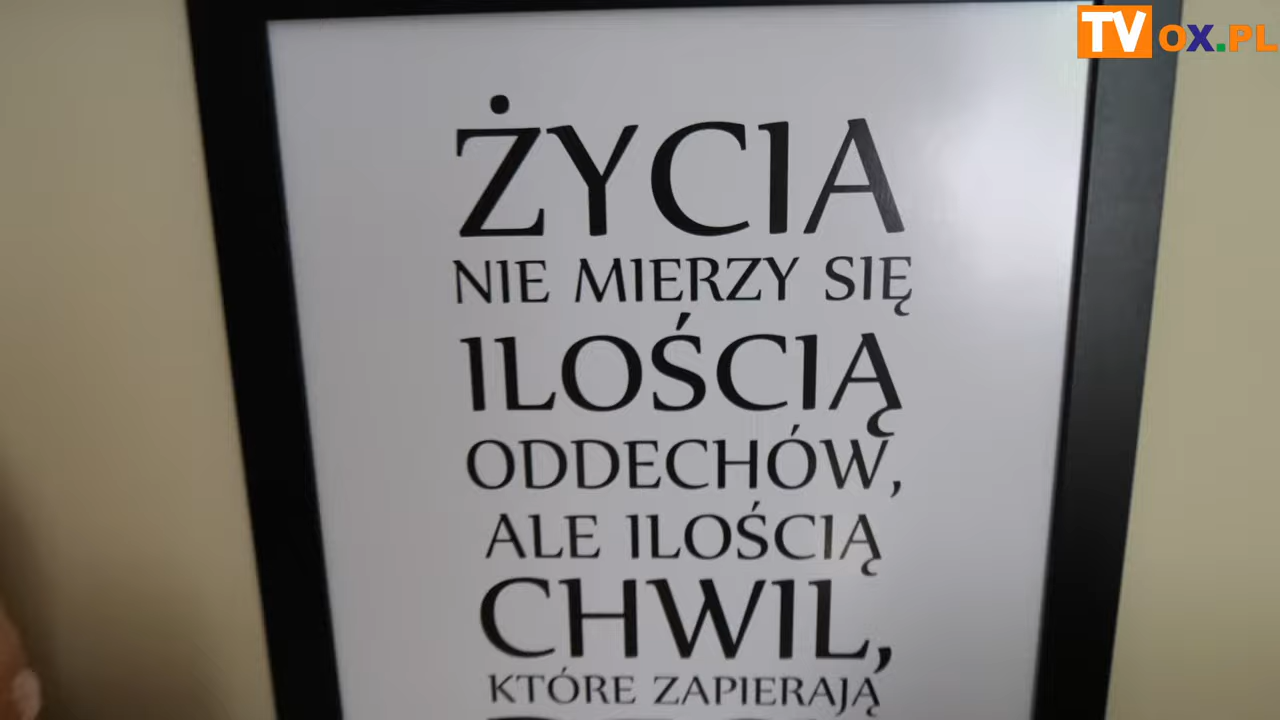 TVOX.PL
ŻYCIA
NIE MIERZY SIĘ
ILOŚCIĄ
ODDECHÓW,
ALE ILOŚCIĄ
CHWIL,
KTÓRE ZAPIERAJĄ